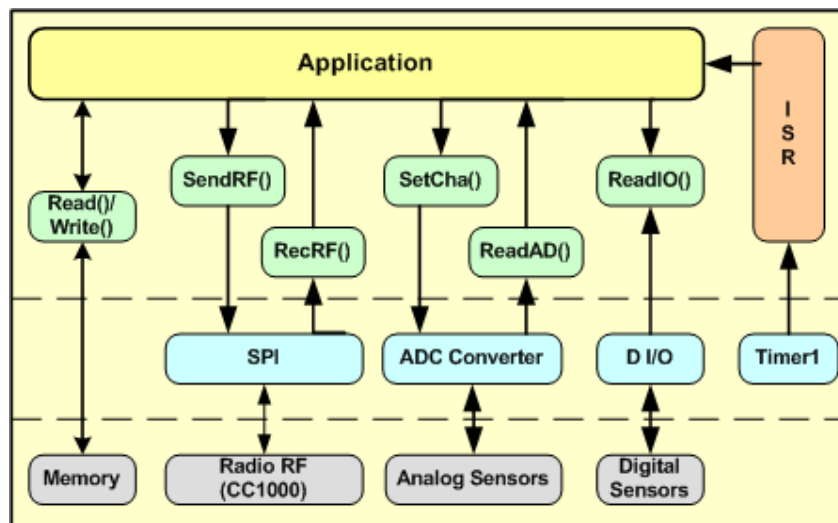 Application
I
S
R
SendRF()
SetCha()
ReadIO()
Read()/
Write()
RecRF()
ReadAD()
SPI
ADC Converter
D I/O
Timer1
Memory
Radio RF
(CC1000)
Analog Sensors
Digital
Sensors